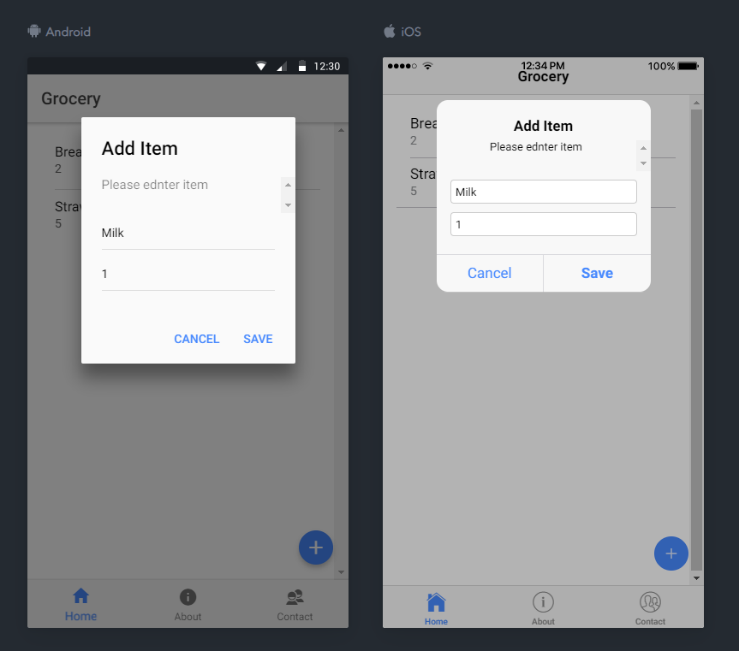 Android
12:30
Grocery
Add Item
Please ednter item
Milk
1
CANCEL SAVE
Brea
2
Stra
5
+
Home About Contact
iOS
12:34 PM 100%
Grocery
Add Item
Please ednter item
Milk
1
Cancel Save
Brea
2
Stra
5
+
Home About Contact